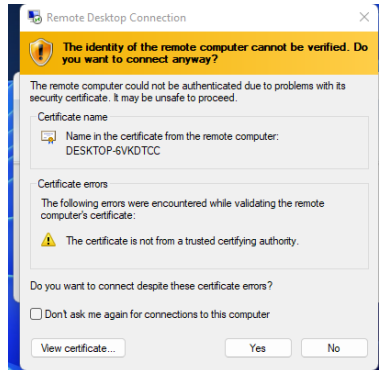 Remote Desktop Connection
The identity of the remote computer cannot be verified. Do
you want to connect anyway?
The remote computer could not be authenticated due to problems with its
security certificate. It may be unsafe to proceed.
Certificate name
Name in the certificate from the remote computer:
DESKTOP-6VKDTCC
Certificate errors
The following errors were encountered while validating the remote
computer's certificate:
The certificate is not from a trusted certifying authority.
Do you want to connect despite these certificate errors?
Don't ask me again for connections to this computer
View certificate... Yes No